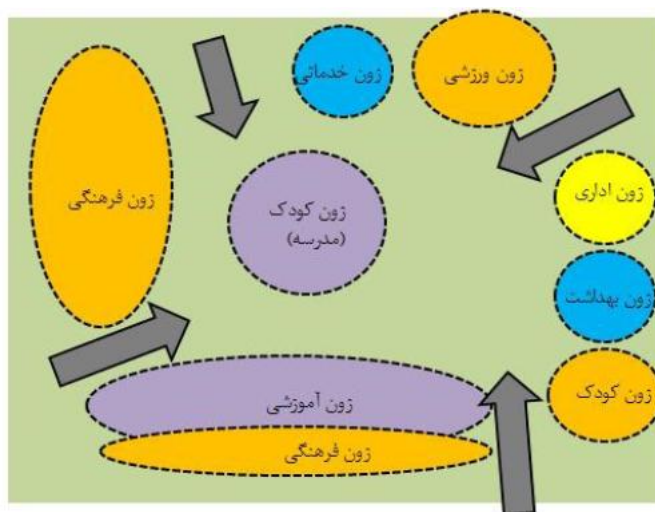 زون ورزشی
زون خدماتی
زون اداری
زون کودک
(مدرسه)
زون فرهنگی
زون بهداشت
زون کودک
زون آموزشی
زون فرهنگی